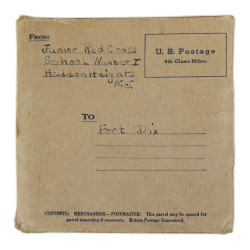 FROM
Junior Red Cross
School Number I
Haddon Heights
N.J.
U. S. Postage
4th Class Mdse.
TO
Fort Dix
CONTENTS: MERCHANDISE—POSTMASTER: This parcel may be opened for
postal inspection if necessary. Return Postage Guaranteed.